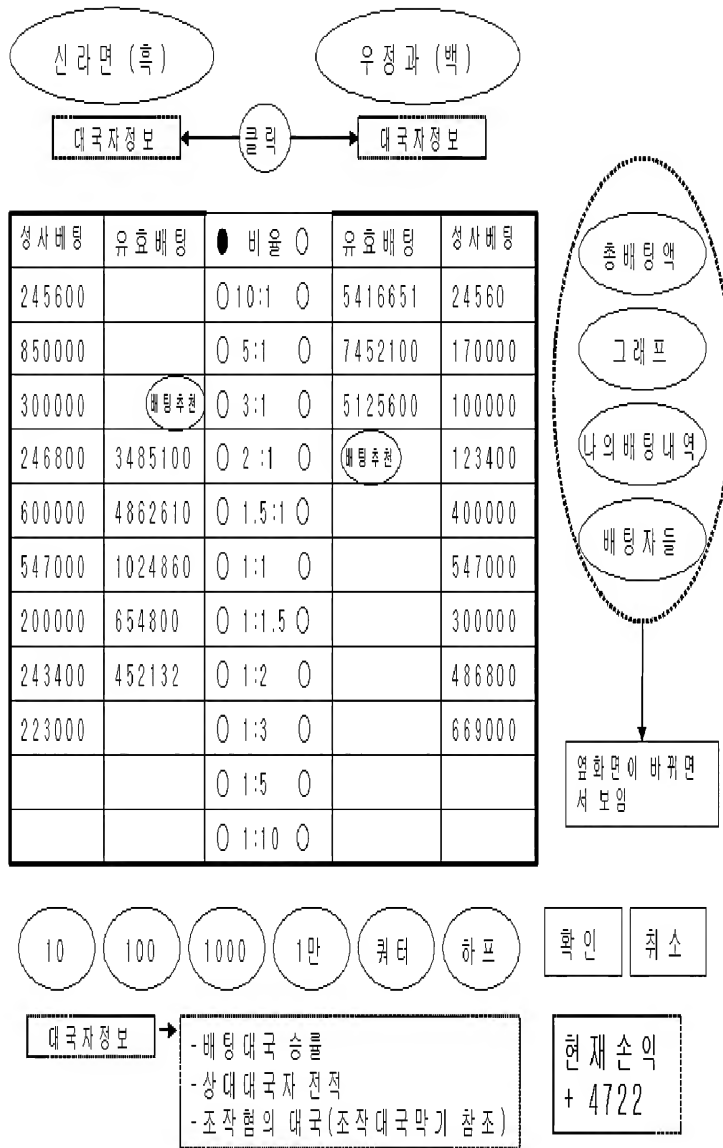 신라면 (흑) 우정과 (백)
대국자정보 클릭 대국자정보
성사베팅 유효배팅 ● 비율 ○ 유효배팅 성사베팅
245600 ○ 10:1 ○ 5416651 24560
850000 ○ 5:1 ○ 7452100 170000
300000 배팅추천 ○ 3:1 ○ 5125600 100000
246800 3485100 ○ 2:1 ○ 배팅추천 123400
600000 4862610 ○ 1.5:1 ○ 400000
547000 1024860 ○ 1:1 ○ 547000
200000 654800 ○ 1:1.5 ○ 300000
243400 452132 ○ 1:2 ○ 486800
223000 ○ 1:3 ○ 669000
○ 1:5 ○
○ 1:10 ○
총배팅액
그래프
나의배팅내역
배팅자들
옆화면이 바뀌면
서 보임
10 100 1000 1만 쿼터 하프 확인 취소
대국자정보
-배팅대국 승률
-상대대국자 전적
-조작혐의 대국(조작대국막기 참조)
현재손익
+ 4722